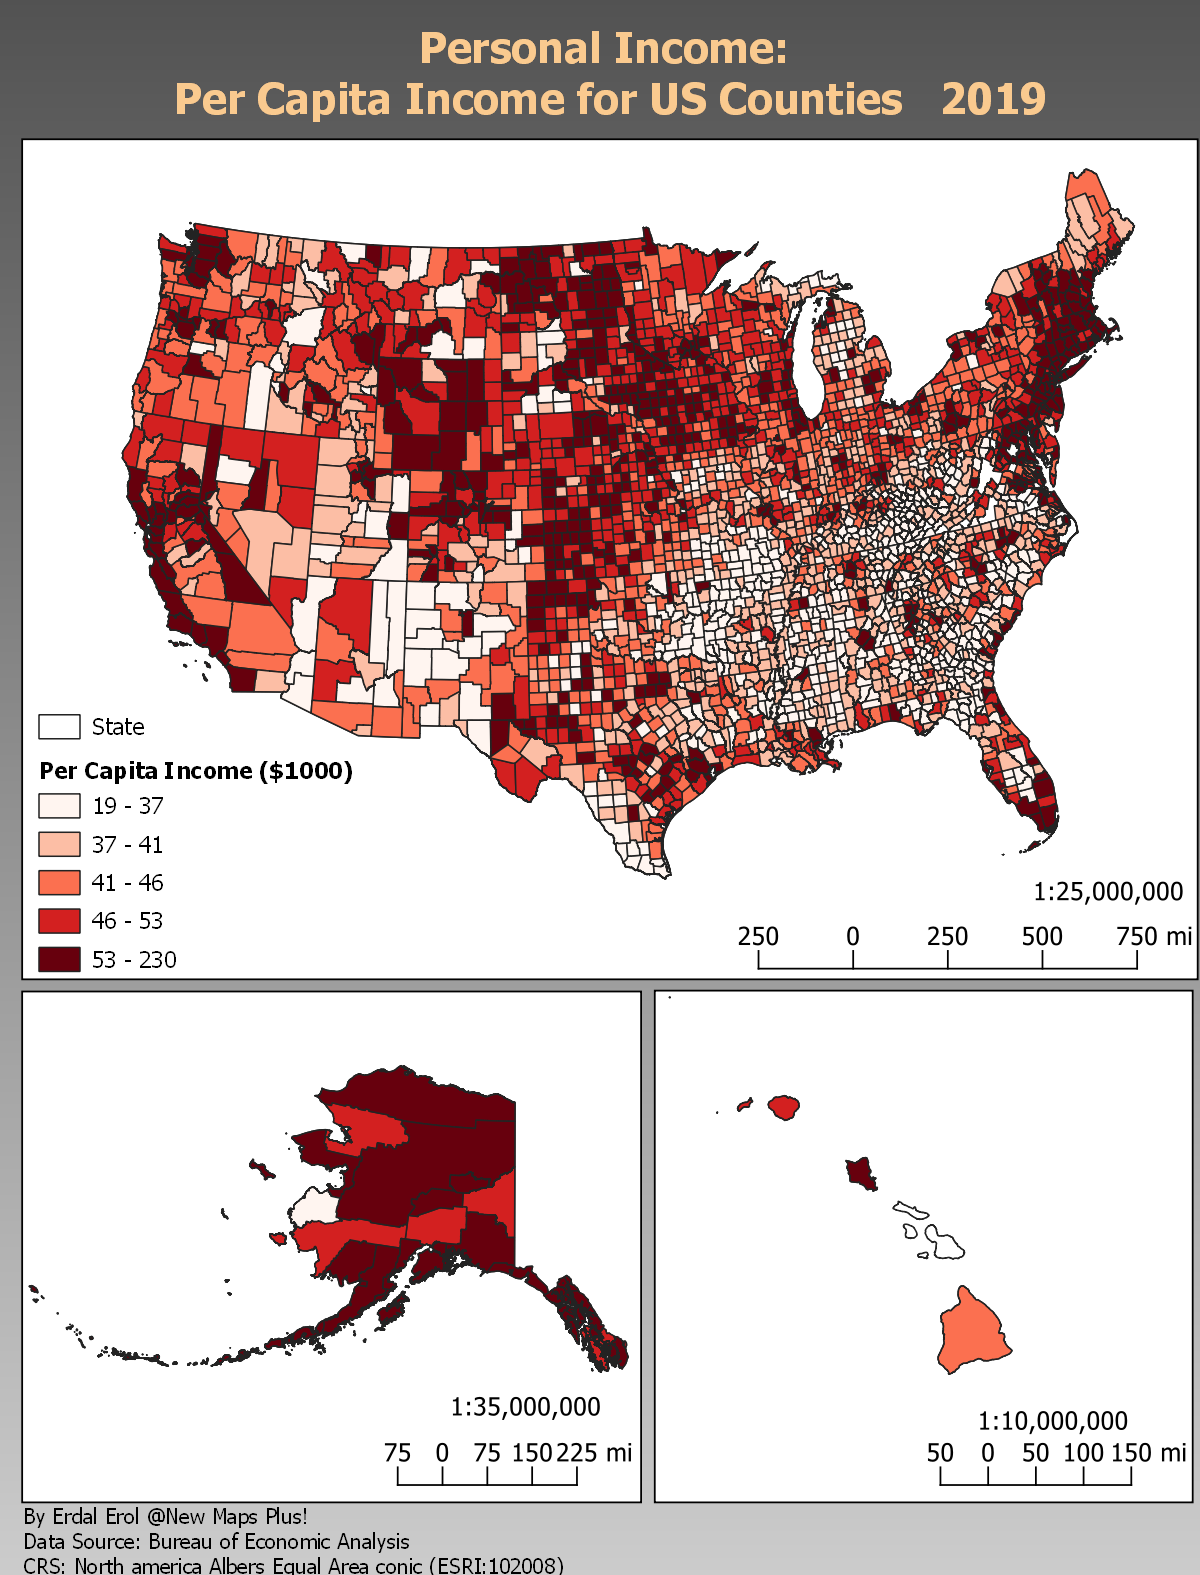 Personal Income:
Per Capita Income for US Counties 2019
State
Per Capita Income ($1000)
19 - 37
37 - 41
41 - 46
46 - 53
53 - 230
1:25,000,000
250 0 250 500 750 mi
1:35,000,000
75 0 75 150 225 mi
1:10,000,000
50 0 50 100 150 mi
By Erdal Erol @New Maps Plus!
Data Source: Bureau of Economic Analysis
CRS: North america Albers Equal Area conic (ESRI:102008)